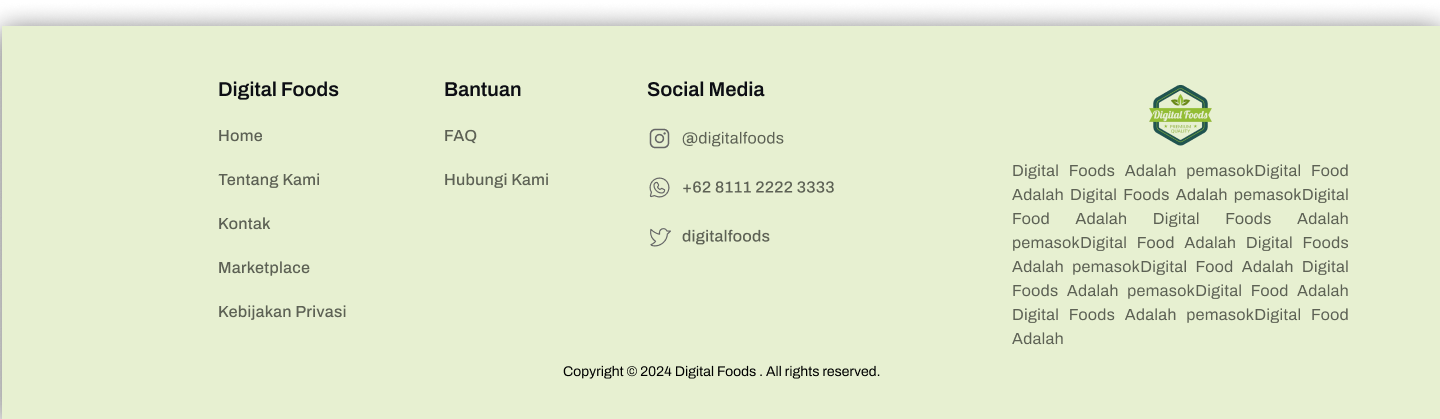 Digital Foods
Home
Tentang Kami
Kontak
Marketplace
Kebijakan Privasi
Bantuan
FAQ
Hubungi Kami
Social Media
@digitalfoods
+62 8111 2222 3333
digitalfoods
Digital Foods
PREMIUM
QUALITY
Digital Foods Adalah pemasokDigital Food
Adalah Digital Foods Adalah pemasokDigital
Food Adalah Digital Foods Adalah
pemasokDigital Food Adalah Digital Foods
Adalah pemasokDigital Food Adalah Digital
Foods Adalah pemasokDigital Food Adalah
Digital Foods Adalah pemasokDigital Food
Adalah
Copyright © 2024 Digital Foods . All rights reserved.